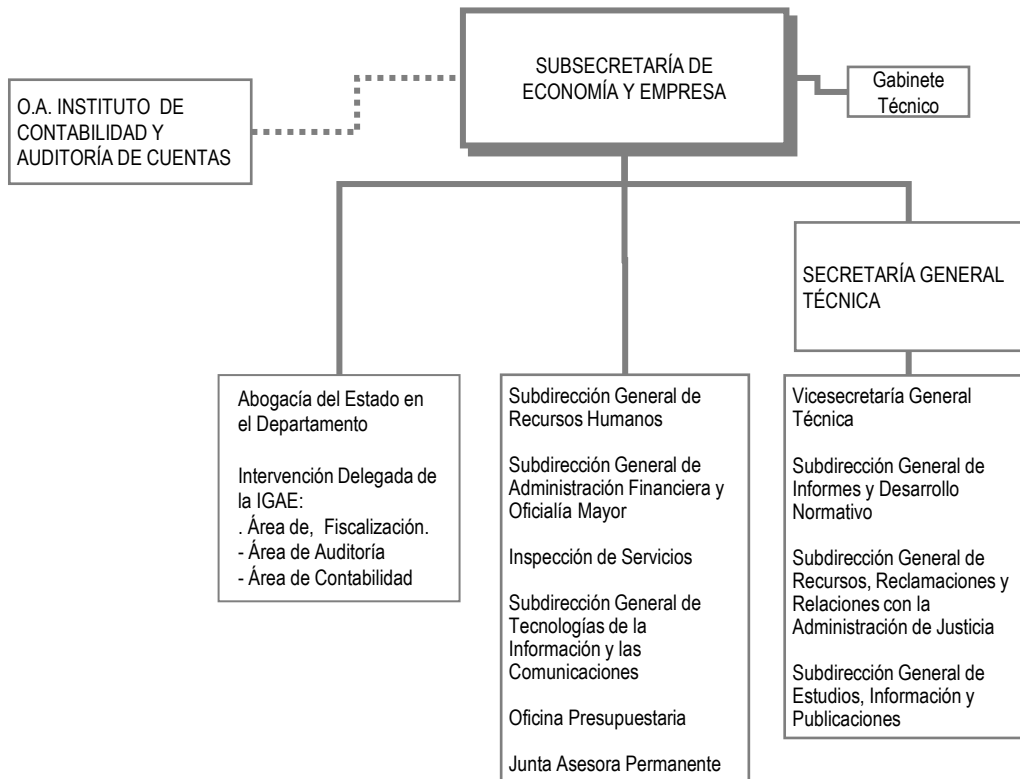 SUBSECRETARÍA DE
ECONOMÍA Y EMPRESA
Gabinete
Técnico
O.A. INSTITUTO DE
CONTABILIDAD Y
AUDITORÍA DE CUENTAS
SECRETARÍA GENERAL
TÉCNICA
Abogacía del Estado en
el Departamento
Intervención Delegada de
la IGAE:
. Área de, Fiscalización.
- Área de Auditoría
- Área de Contabilidad
Subdirección General de
Recursos Humanos
Subdirección General de
Administración Financiera y
Oficialía Mayor
Inspección de Servicios
Subdirección General de
Tecnologías de la
Información y las
Comunicaciones
Oficina Presupuestaria
Junta Asesora Permanente
Vicesecretaría General
Técnica
Subdirección General de
Informes y Desarrollo
Normativo
Subdirección General de
Recursos, Reclamaciones y
Relaciones con la
Administración de Justicia
Subdirección General de
Estudios, Información y
Publicaciones